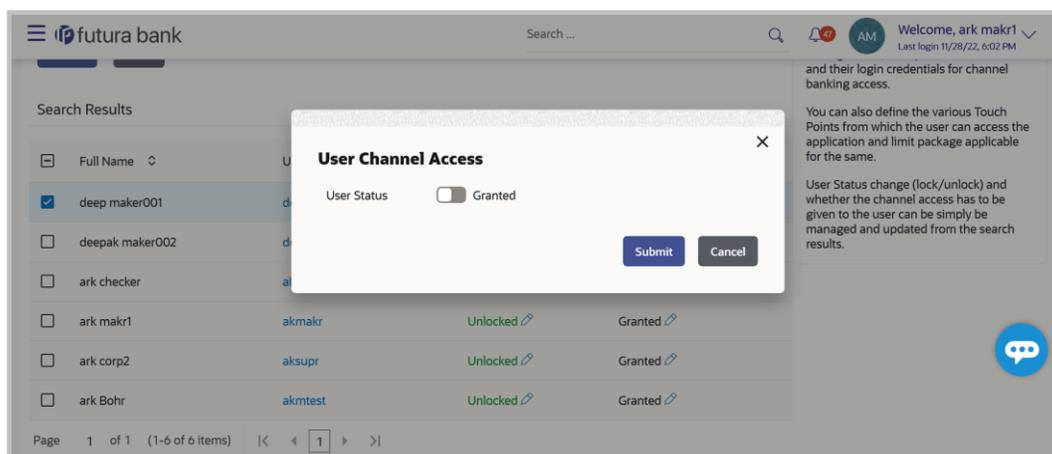 futura bank
Search ...
47
AM
Welcome, ark makr1
Last login 11/28/22, 6:02 PM
and their login credentials for channel
banking access.
You can also define the various Touch
Points from which the user can access the
application and limit package applicable
for the same.
User Status change (lock/unlock) and
whether the channel access has to be
given to the user can be simply be
managed and updated from the search
results.
Search Results
Full Name
deep maker001
deepak maker002
ark checker
User Channel Access
User Status Granted
Submit Cancel
ark makr1 akmakr Unlocked Granted
ark corp2 aksupr Unlocked Granted
ark Bohr akmtest Unlocked Granted
Page 1 of 1 (1-6 of 6 items) 1